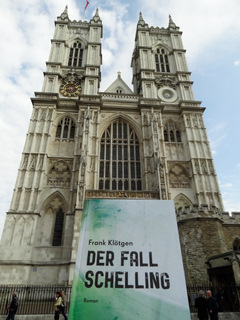 Frank Klötgen
DER FALL
SCHELLING
Roman